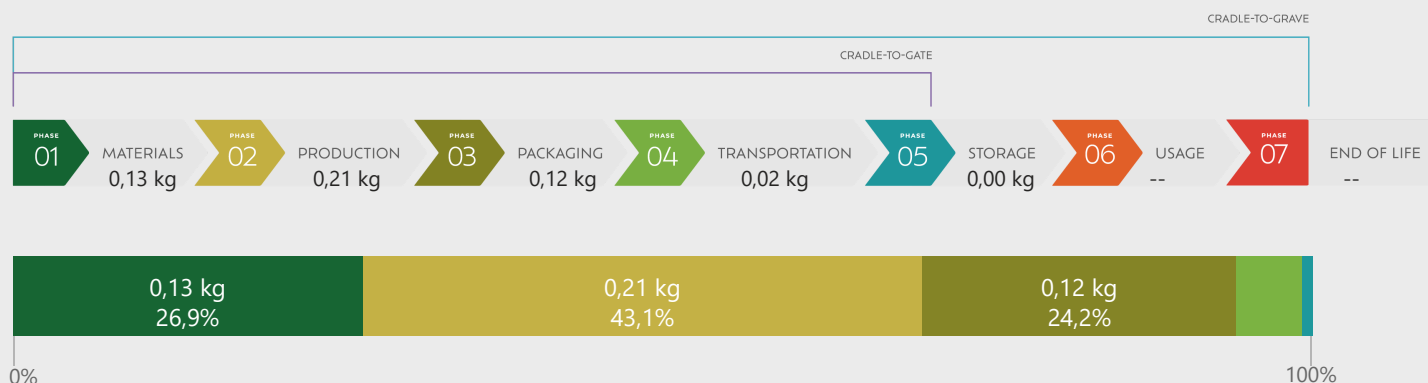 CRADLE-TO-GRAVE
CRADLE-TO-GATE
PHASE
01
MATERIALS
0,13 kg
PHASE
02
PRODUCTION
0,21 kg
PHASE
03
PACKAGING
0,12 kg
PHASE
04
TRANSPORTATION
0,02 kg
PHASE
05
STORAGE
0,00 kg
PHASE
06
USAGE
--
PHASE
07
END OF LIFE
--
0,13 kg
26,9%
0,21 kg
43,1%
0,12 kg
24,2%
0%
100%